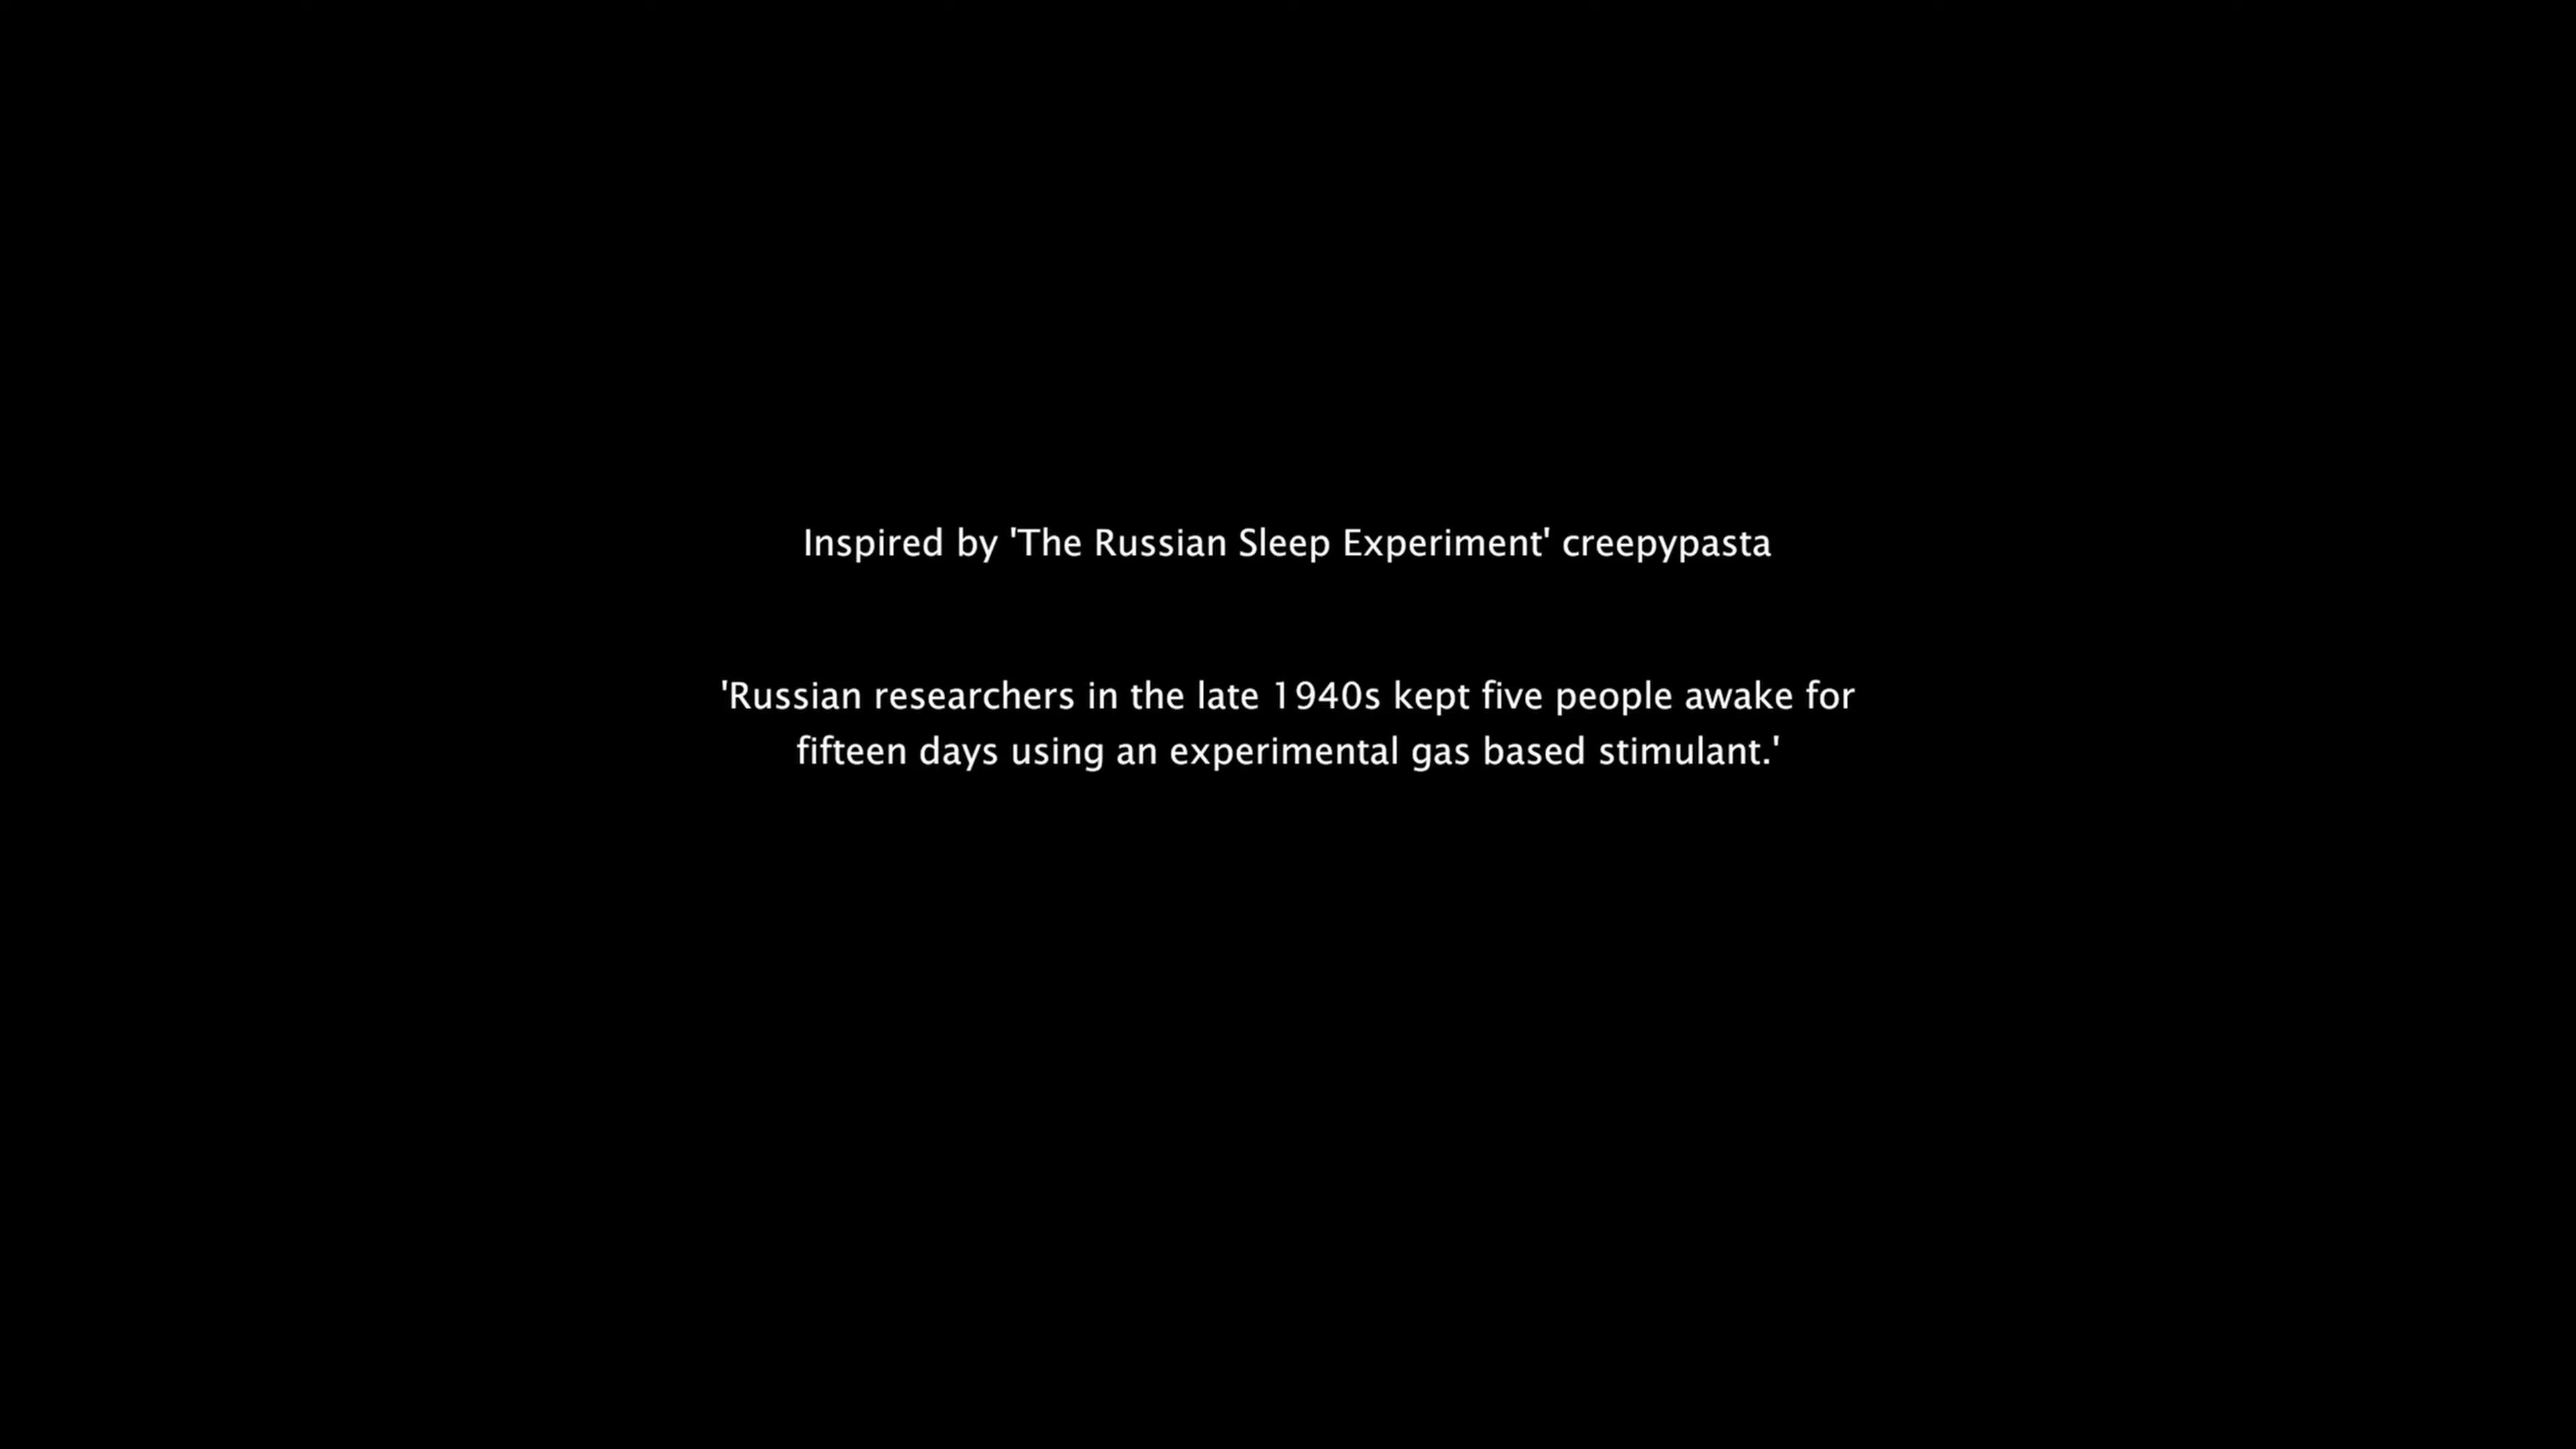 Inspired by 'The Russian Sleep Experiment' creepypasta
'Russian researchers in the late 1940s kept five people awake for
fifteen days using an experimental gas based stimulant.'